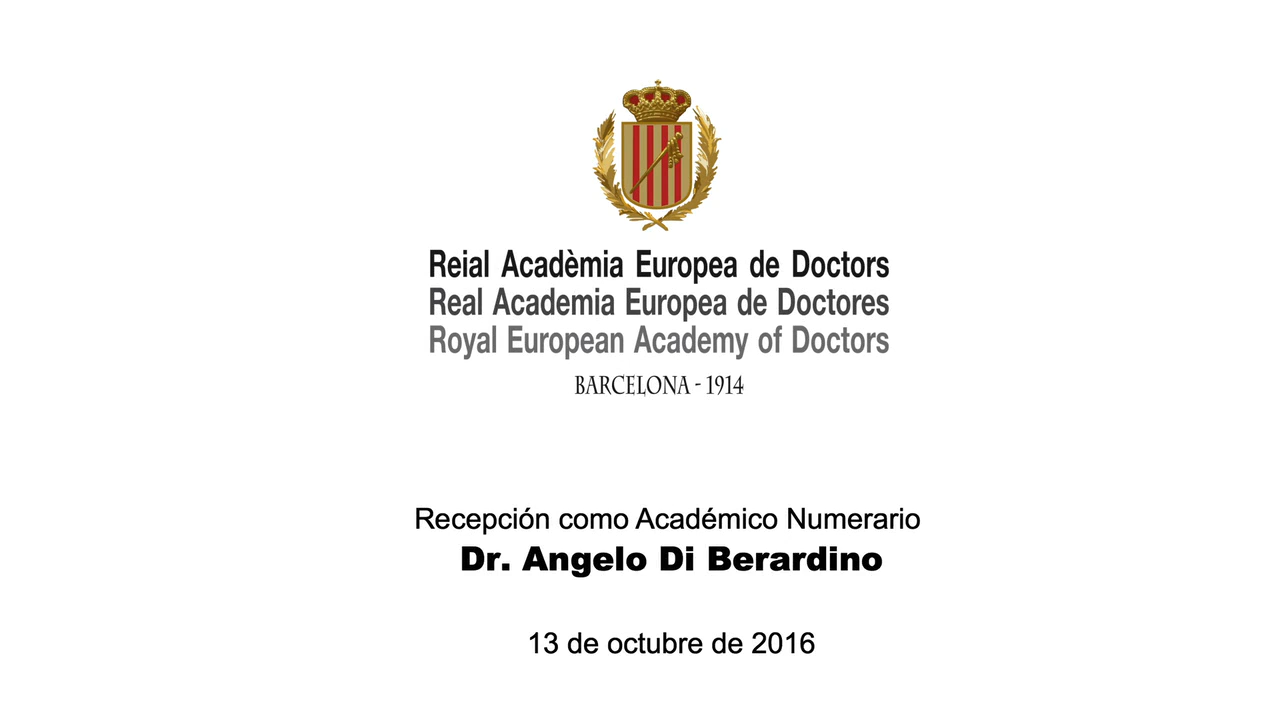 Reial Acadèmia Europea de Doctors
Real Academia Europea de Doctores
Royal European Academy of Doctors
BARCELONA - 1914
Recepción como Académico Numerario
Dr. Angelo Di Berardino
13 de octubre de 2016